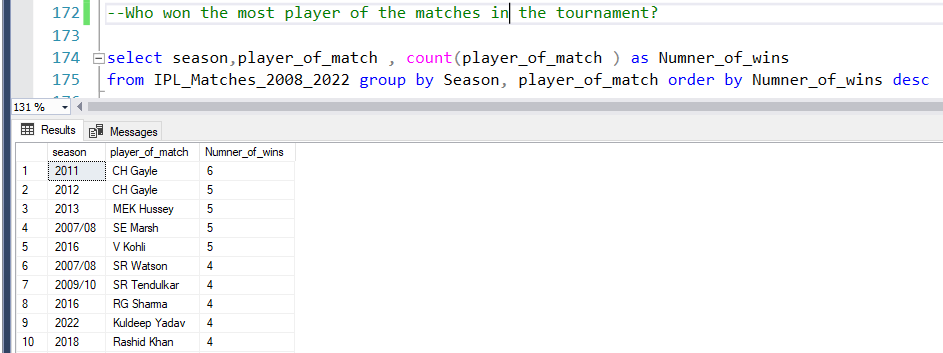 172 --Who won the most player of the matches in the tournament?
173
174 select season,player_of_match , count(player_of_match ) as Numner_of_wins
175 from IPL_Matches_2008_2022 group by Season, player_of_match order by Numner_of_wins desc
131 %
Results Messages
season player_of_match Numner_of_wins
1 2011 CH Gayle 6
2 2012 CH Gayle 5
3 2013 MEK Hussey 5
4 2007/08 SE Marsh 5
5 2016 V Kohli 5
6 2007/08 SR Watson 4
7 2009/10 SR Tendulkar 4
8 2016 RG Sharma 4
9 2022 Kuldeep Yadav 4
10 2018 Rashid Khan 4